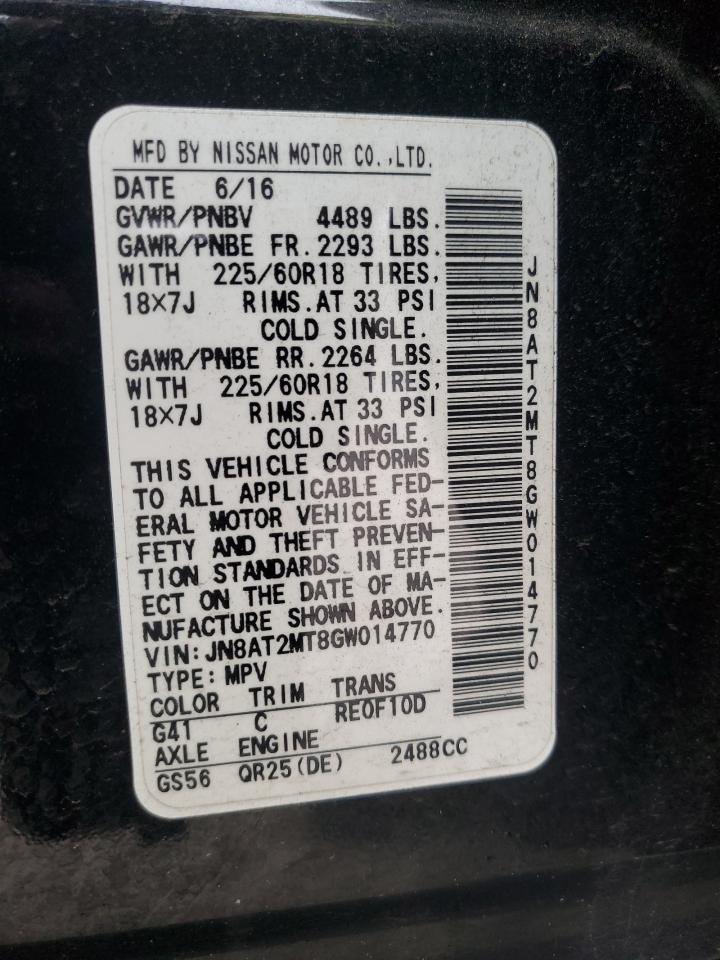 MFD BY NISSAN MOTOR CO.,LTD.
DATE 6/16
GVWR/PNBV 4489 LBS.
GAWR/PNBE FR. 2293 LBS.
WITH 225/60R18 TIRES,
18×7J RIMS.AT 33 PSI
COLD SINGLE.
GAWR/PNBE RR. 2264 LBS.
WITH 225/60R18 TIRES,
18×7J RIMS.AT 33 PSI
COLD SINGLE.
THIS VEHICLE CONFORMS
TO ALL APPLICABLE FED-
ERAL MOTOR VEHICLE SA-
FETY AND THEFT PREVEN-
TION STANDARDS IN EFF-
ECT ON THE DATE OF MA-
NUFACTURE SHOWN ABOVE.
VIN:JN8AT2MT8GW014770
TYPE:MPV
COLOR TRIM TRANS
G41 C RE0F10D
AXLE ENGINE
GS56 QR25(DE) 2488CC
JN8AT2MT8GW014770